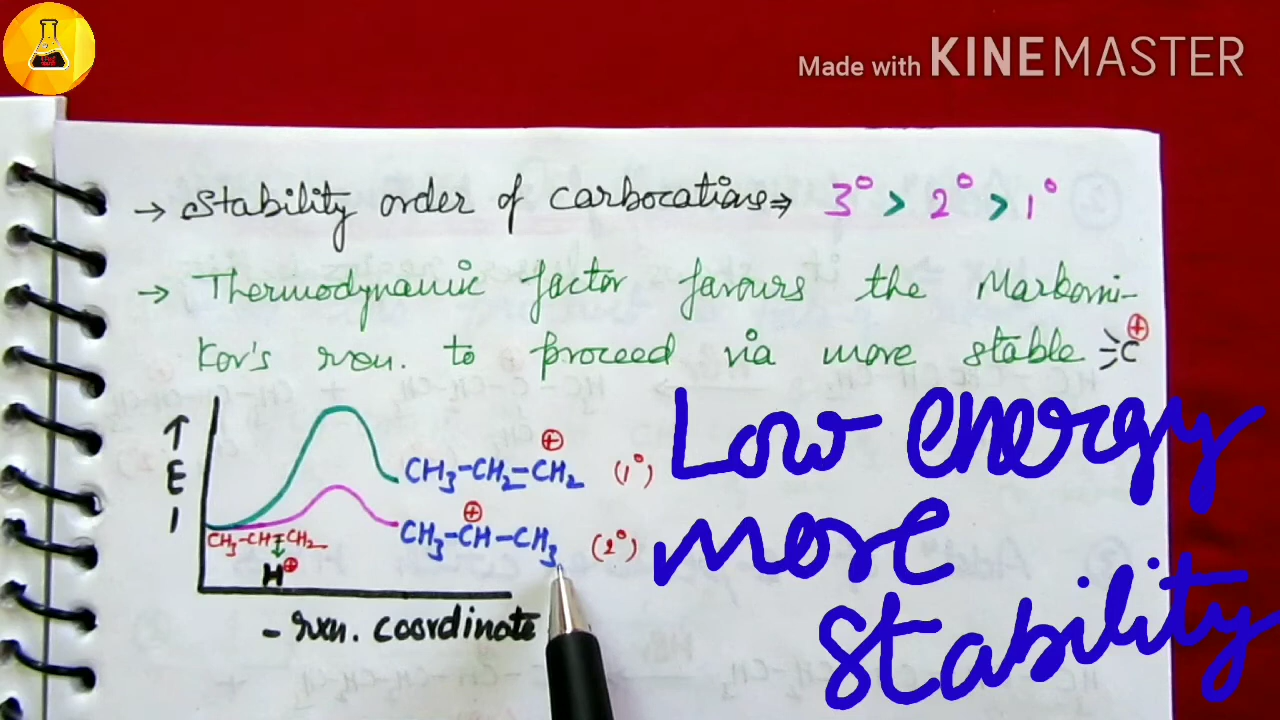 Made with KINEMASTER
→ Stability order of carbocations⇒ 3° > 2° > 1°
→ Thermodynamic factor favours the Markovni-
kov's rxn. to proceed via more stable C⊕
↑
E
CH3-CH2-CH2 ⊕ (1°)
CH3-CH-CH3 ⊕ (2°)
CH3-CH=CH2
H⊕
- rxn. coordinate
Low energy
more
stability